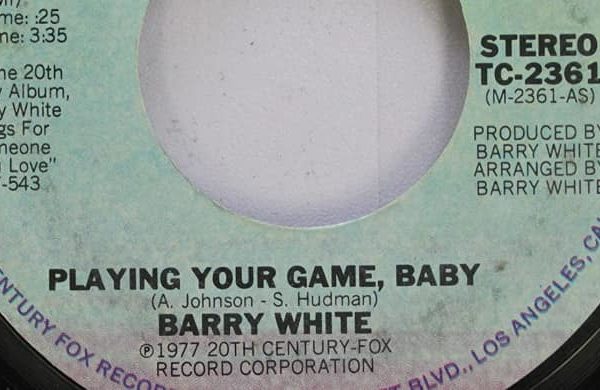 me: :25
me: 3:35
he 20th
Album,
y White
gs For
meone
Love"
-543
STEREO
TC-2361
(M-2361-AS)
PRODUCED BY
BARRY WHITE
ARRANGED BY
BARRY WHITE
PLAYING YOUR GAME, BABY
(A. Johnson - S. Hudman)
BARRY WHITE
℗1977 20TH CENTURY-FOX
RECORD CORPORATION
CENTURY FOX RECOR
BLVD., LOS ANGELES, CA